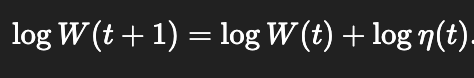 log W(t + 1) = log W(t) + log η(t).